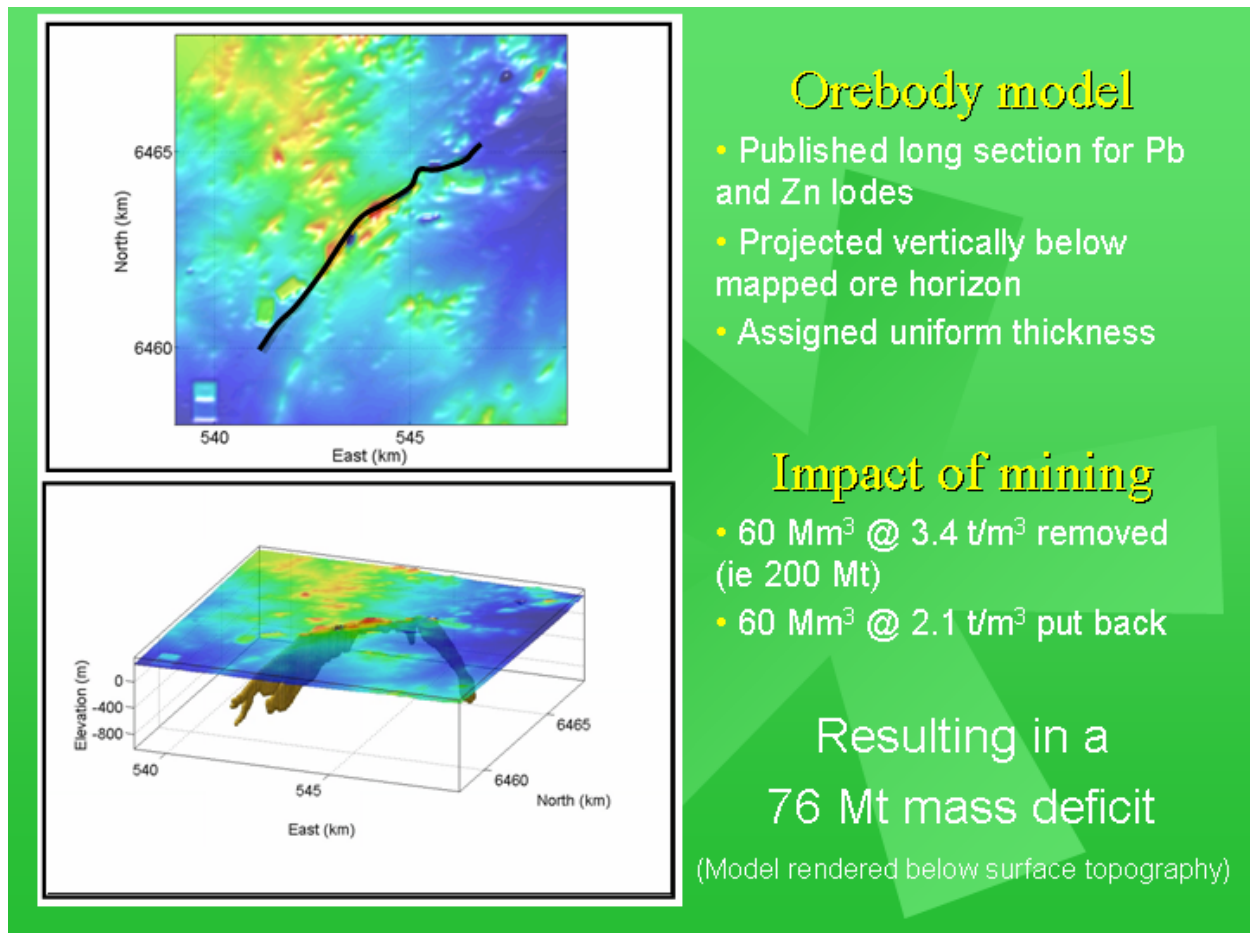 6465
6460
North (km)
540
545
East (km)
0
-400
-800
Elevation (m)
540
545
East (km)
6460
6465
North (km)
Orebody model
• Published long section for Pb
and Zn lodes
• Projected vertically below
mapped ore horizon
• Assigned uniform thickness
Impact of mining
• 60 Mm³ @ 3.4 t/m³ removed
(ie 200 Mt)
• 60 Mm³ @ 2.1 t/m³ put back
Resulting in a
76 Mt mass deficit
(Model rendered below surface topography)